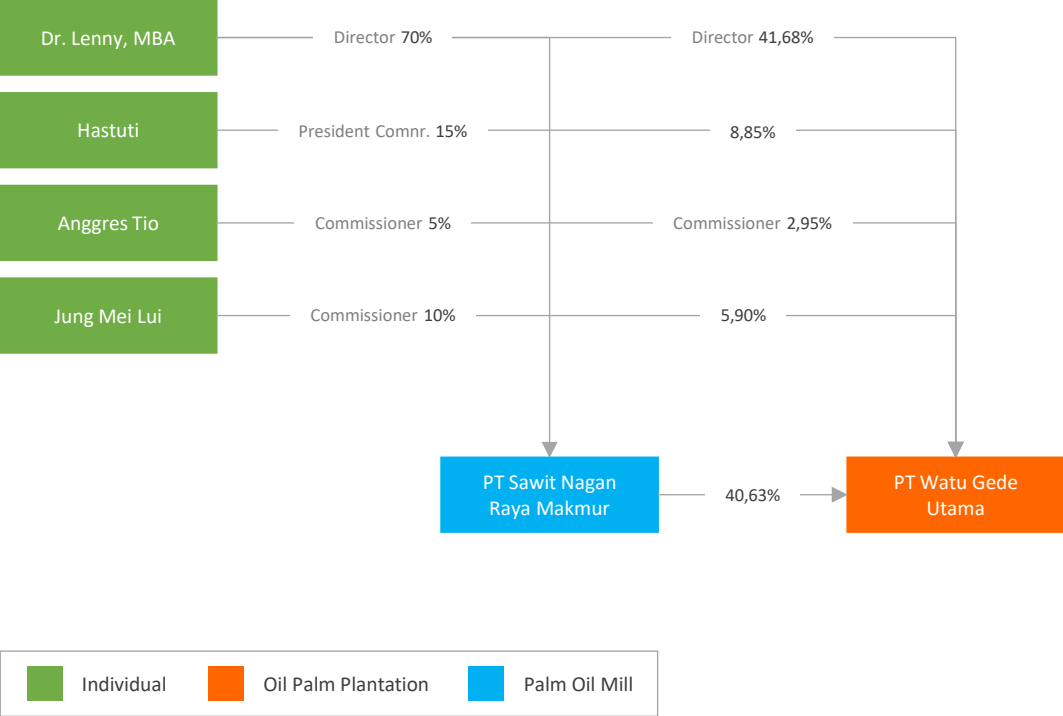 Dr. Lenny, MBA
Director 70%
Director 41,68%
Hastuti
President Comnr. 15%
8,85%
Anggres Tio
Commissioner 5%
Commissioner 2,95%
Jung Mei Lui
Commissioner 10%
5,90%
PT Sawit Nagan
Raya Makmur
40,63%
PT Watu Gede
Utama
Individual
Oil Palm Plantation
Palm Oil Mill